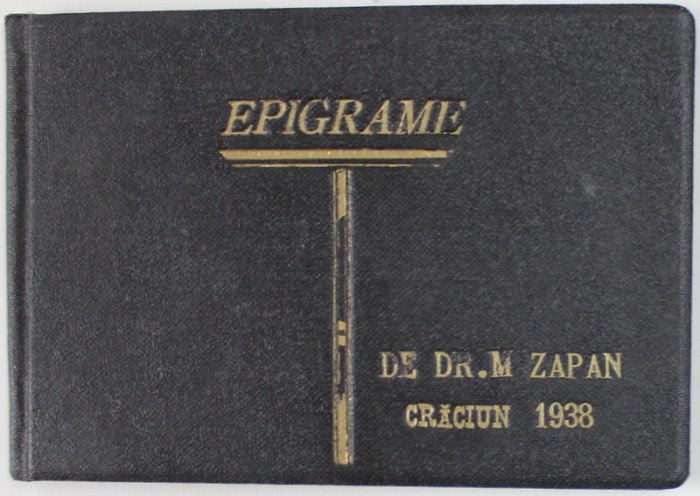 EPIGRAME
DE DR.M ZAPAN
CRĂCIUN 1938